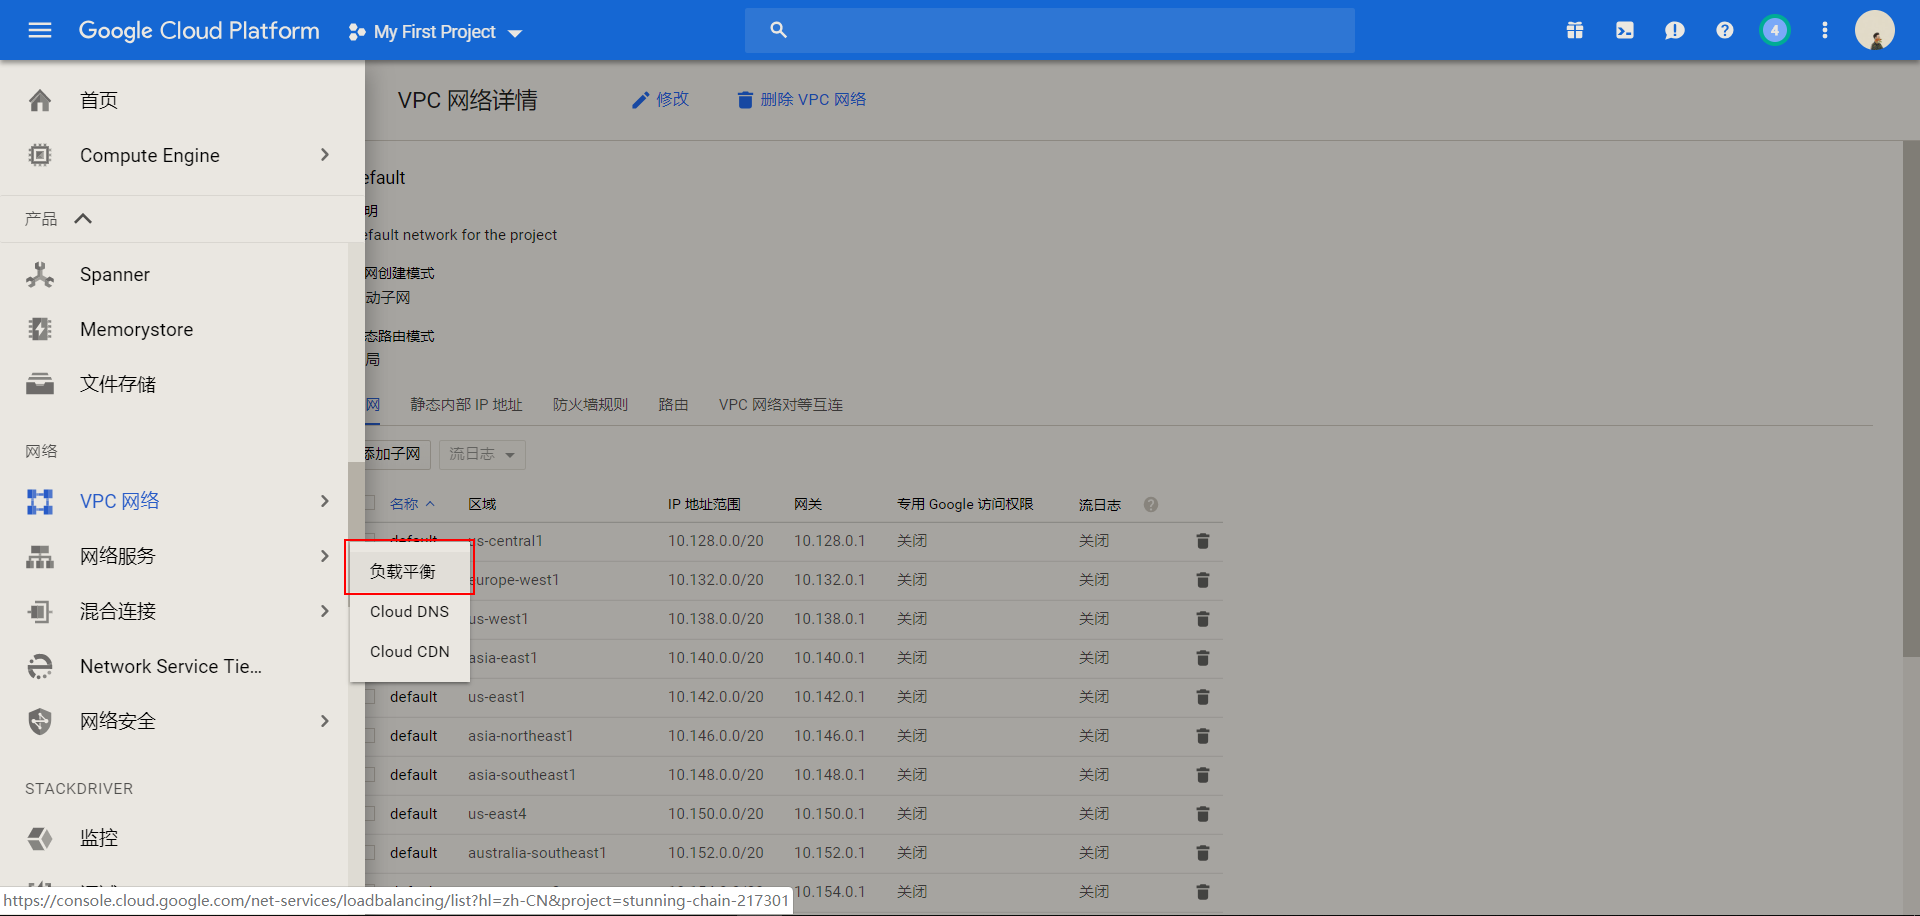 Google Cloud Platform
My First Project
4
首页
Compute Engine
产品
Spanner
Memorystore
文件存储
网络
VPC 网络
网络服务
混合连接
Network Service Tie...
网络安全
STACKDRIVER
监控
负载平衡
Cloud DNS
Cloud CDN
VPC 网络详情
修改
删除 VPC 网络
efault
明
efault network for the project
网创建模式
动子网
态路由模式
局
网 静态内部 IP 地址 防火墙规则 路由 VPC 网络对等互连
添加子网 流日志
名称 区域 IP 地址范围 网关 专用 Google 访问权限 流日志
default us-central1 10.128.0.0/20 10.128.0.1 关闭 关闭
europe-west1 10.132.0.0/20 10.132.0.1 关闭 关闭
us-west1 10.138.0.0/20 10.138.0.1 关闭 关闭
asia-east1 10.140.0.0/20 10.140.0.1 关闭 关闭
default us-east1 10.142.0.0/20 10.142.0.1 关闭 关闭
default asia-northeast1 10.146.0.0/20 10.146.0.1 关闭 关闭
default asia-southeast1 10.148.0.0/20 10.148.0.1 关闭 关闭
default us-east4 10.150.0.0/20 10.150.0.1 关闭 关闭
default australia-southeast1 10.152.0.0/20 10.152.0.1 关闭 关闭
10.154.0.1 关闭 关闭
https://console.cloud.google.com/net-services/loadbalancing/list?hl=zh-CN&project=stunning-chain-217301